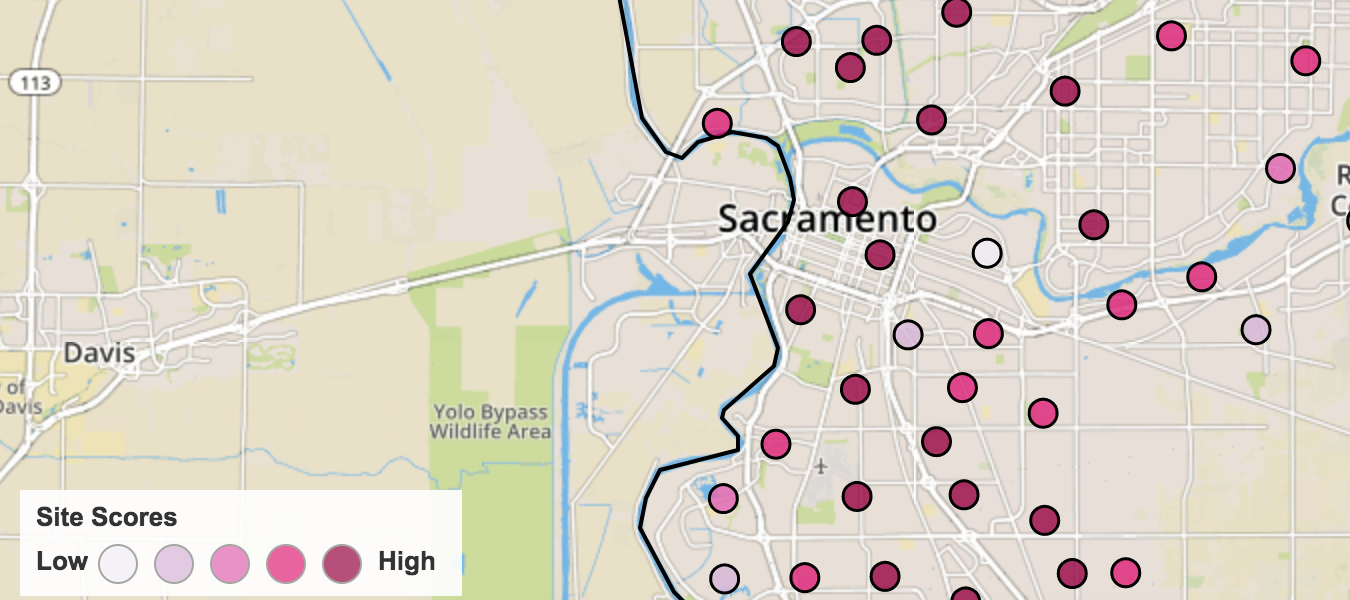 113
Sacramento
R
C
Davis
y of
Davis
Yolo Bypass
Wildlife Area
Site Scores
Low High